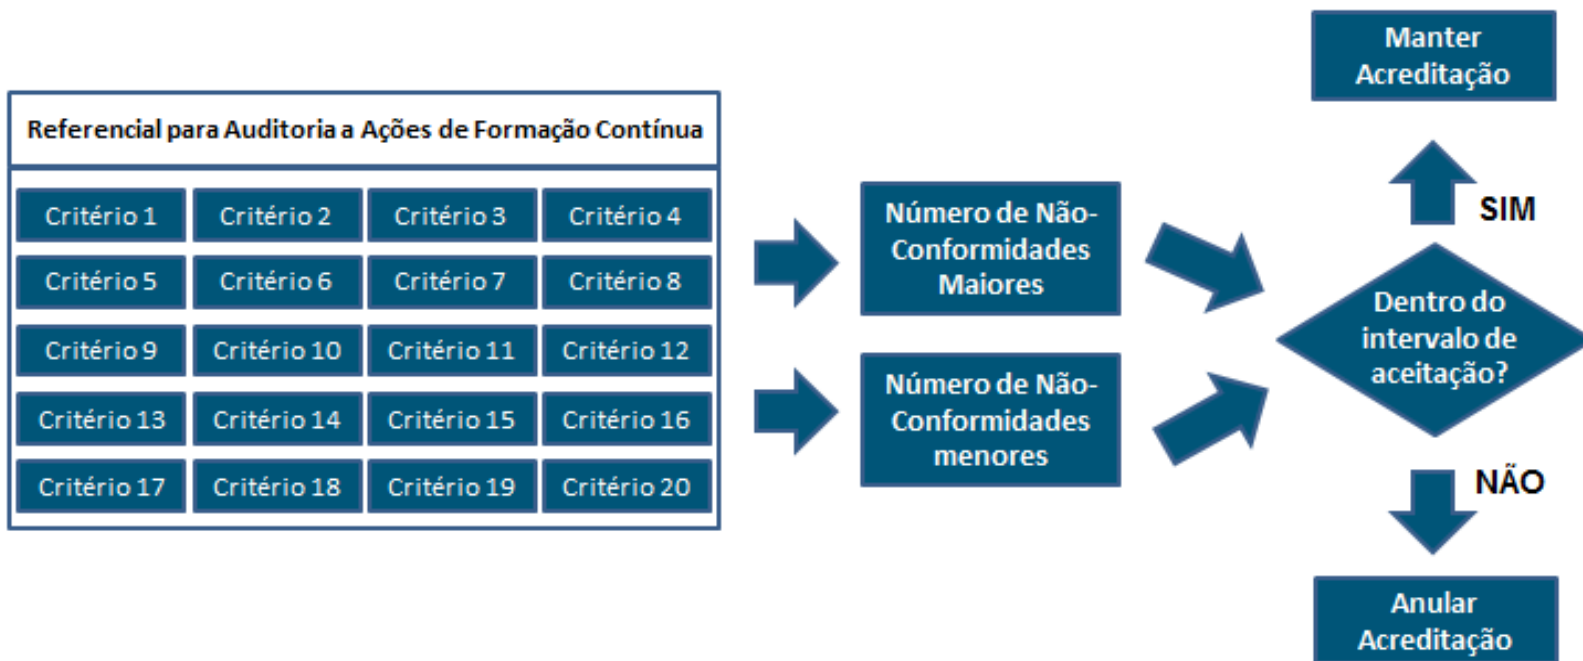 Referencial para Auditoria a Ações de Formação Contínua
Critério 1 Critério 2 Critério 3 Critério 4
Critério 5 Critério 6 Critério 7 Critério 8
Critério 9 Critério 10 Critério 11 Critério 12
Critério 13 Critério 14 Critério 15 Critério 16
Critério 17 Critério 18 Critério 19 Critério 20
Número de Não-
Conformidades
Maiores
Número de Não-
Conformidades
menores
Manter
Acreditação
SIM
Dentro do
intervalo de
aceitação?
NÃO
Anular
Acreditação